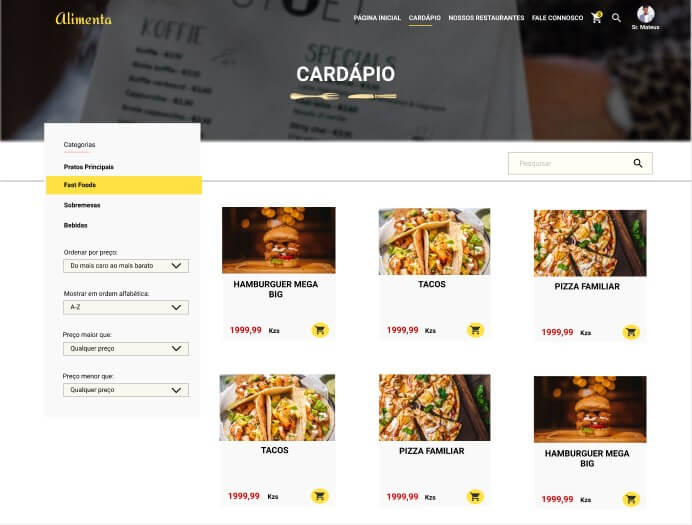 Alimenta
PÁGINA INICIAL CARDÁPIO NOSSOS RESTAURANTES FALE CONNOSCO
Sr. Mateus
KOFFIE
SPECIALS
CARDÁPIO
Categorias
Pratos Principais
Fast Foods
Sobremesas
Bebidas
Pesquisar
Ordenar por preço:
Do mais caro ao mais barato
Mostrar em ordem alfabética:
A-Z
Preço maior que:
Qualquer preço
Preço menor que:
Qualquer preço
HAMBURGUER MEGA
BIG
1999,99 Kzs
TACOS
1999,99 Kzs
PIZZA FAMILIAR
1999,99 Kzs
TACOS
1999,99 Kzs
PIZZA FAMILIAR
1999,99 Kzs
HAMBURGUER MEGA
BIG
1999,99 Kzs